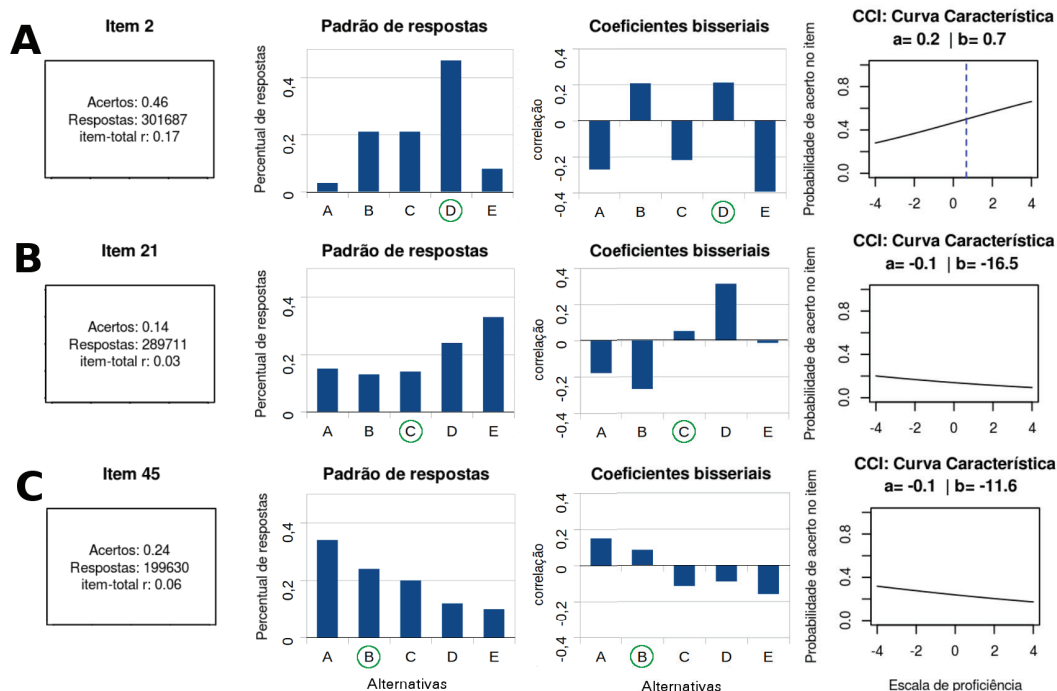 A
Item 2
Acertos: 0.46
Respostas: 301687
item-total r: 0.17
Padrão de respostas
Percentual de respostas
0,4
0,2
0
A B C D E
Coeficientes bisseriais
correlação
0,4
0,2
0
-0,2
-0,4
A B C D E
CCI: Curva Característica
a= 0.2 | b= 0.7
Probabilidade de acerto no item
0.8
0.4
0.0
-4 -2 0 2 4
B
Item 21
Acertos: 0.14
Respostas: 289711
item-total r: 0.03
Padrão de respostas
Percentual de respostas
0,4
0,2
0
A B C D E
Coeficientes bisseriais
correlação
0,4
0,2
0
-0,2
-0,4
A B C D E
CCI: Curva Característica
a= -0.1 | b= -16.5
Probabilidade de acerto no item
0.8
0.4
0.0
-4 -2 0 2 4
C
Item 45
Acertos: 0.24
Respostas: 199630
item-total r: 0.06
Padrão de respostas
Percentual de respostas
0,4
0,2
0
A B C D E
Alternativas
Coeficientes bisseriais
correlação
0,4
0,2
0
-0,2
-0,4
A B C D E
Alternativas
CCI: Curva Característica
a= -0.1 | b= -11.6
Probabilidade de acerto no item
0.8
0.4
0.0
-4 -2 0 2 4
Escala de proficiência